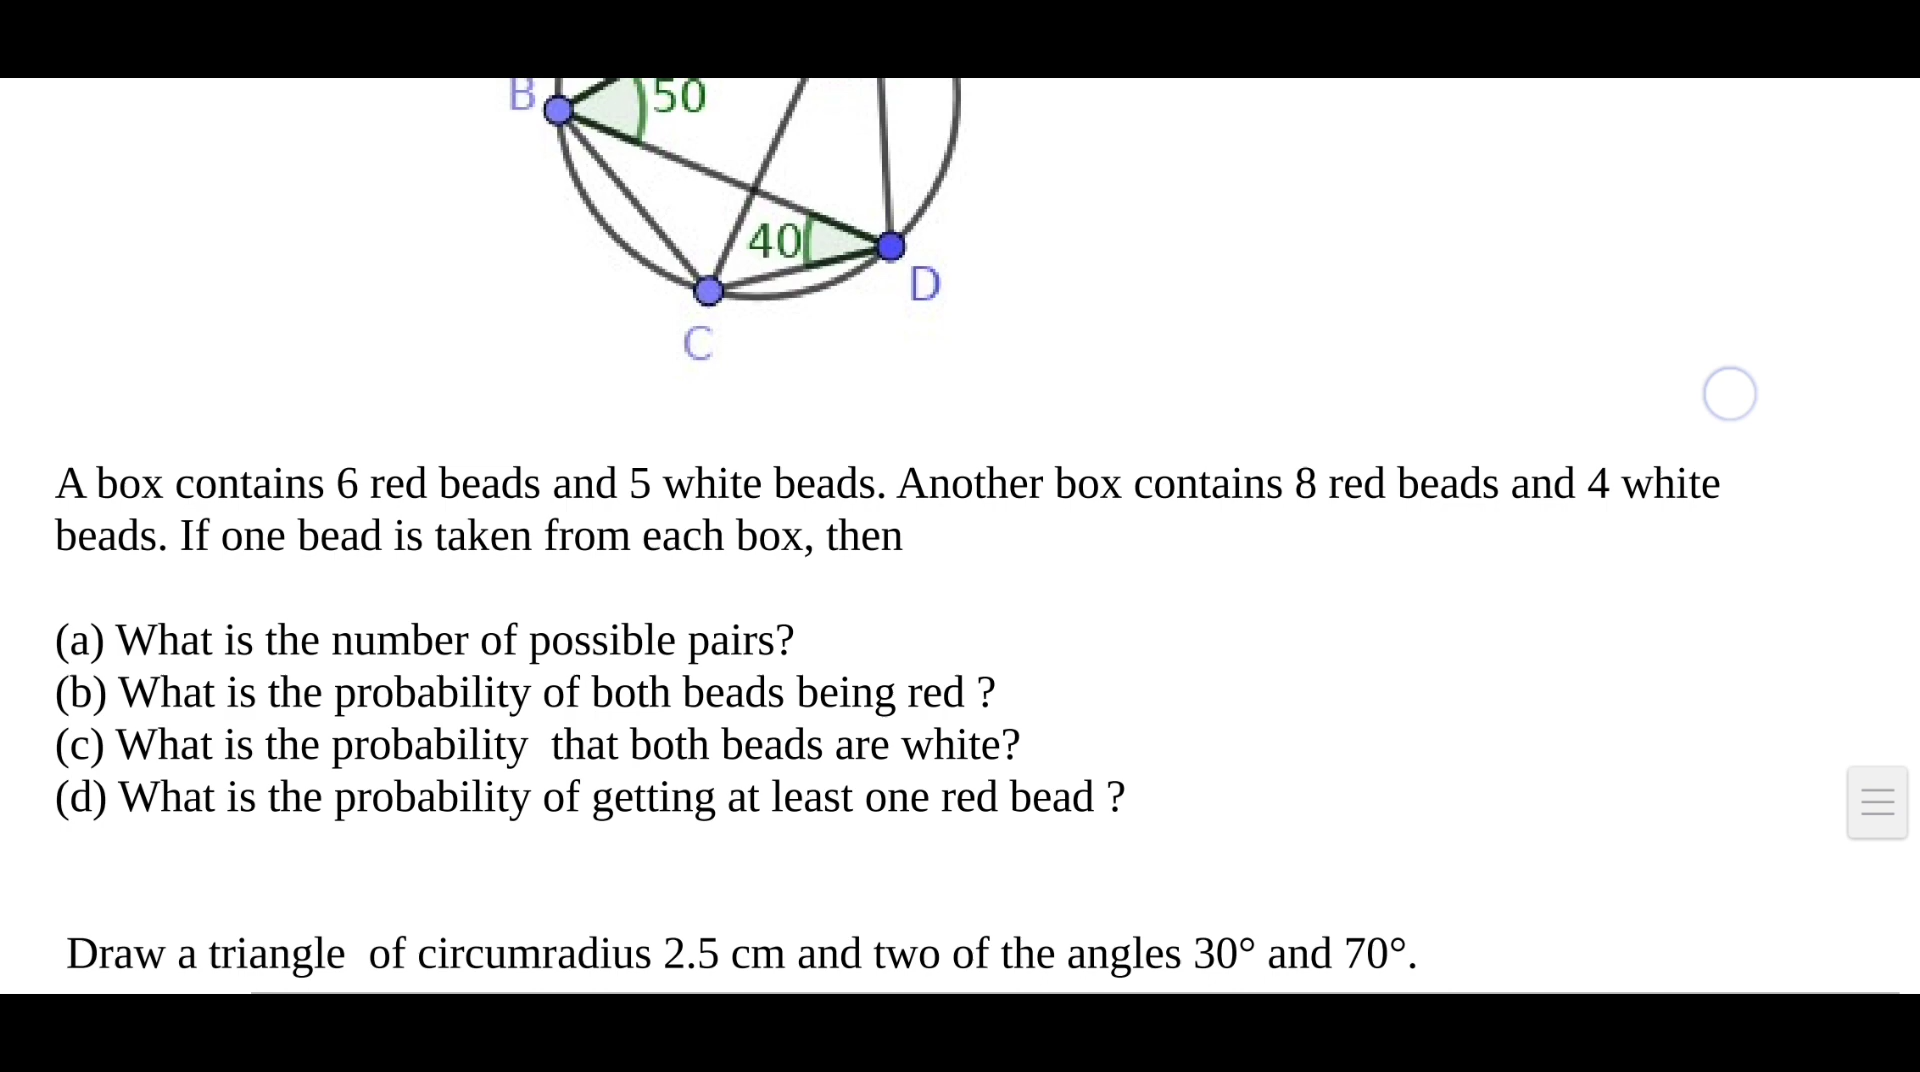 B
50
40
D
C
A box contains 6 red beads and 5 white beads. Another box contains 8 red beads and 4 white
beads. If one bead is taken from each box, then
(a) What is the number of possible pairs?
(b) What is the probability of both beads being red ?
(c) What is the probability  that both beads are white?
(d) What is the probability of getting at least one red bead ?
Draw a triangle  of circumradius 2.5 cm and two of the angles 30° and 70°.